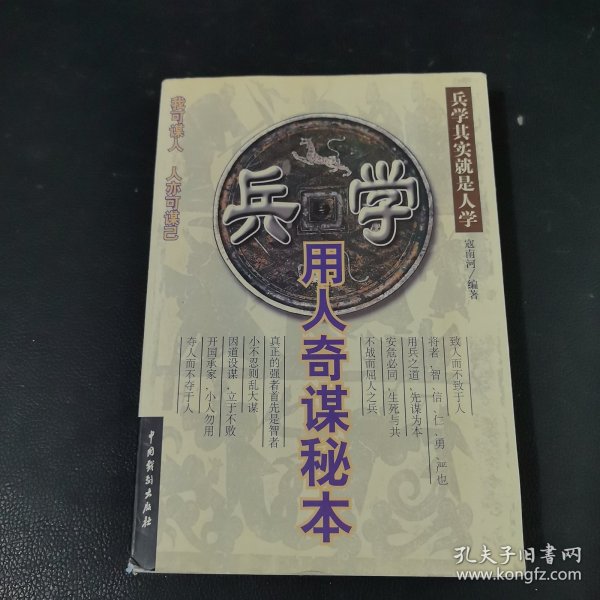 兵学
用人奇谋秘本
兵学其实就是人学
寇南河/编著
我可谋人 人亦可谋己
致人而不致于人
将者,智、信、仁、勇、严也
用兵之道,先谋为本
安危必同,生死与共
不战而屈人之兵
真正的强者首先是智者
小不忍则乱大谋
因道设谋,立于不败
开国承家,小人勿用
夺人而不夺于人
中国戏剧出版社
孔夫子旧书网
www.kongfz.com